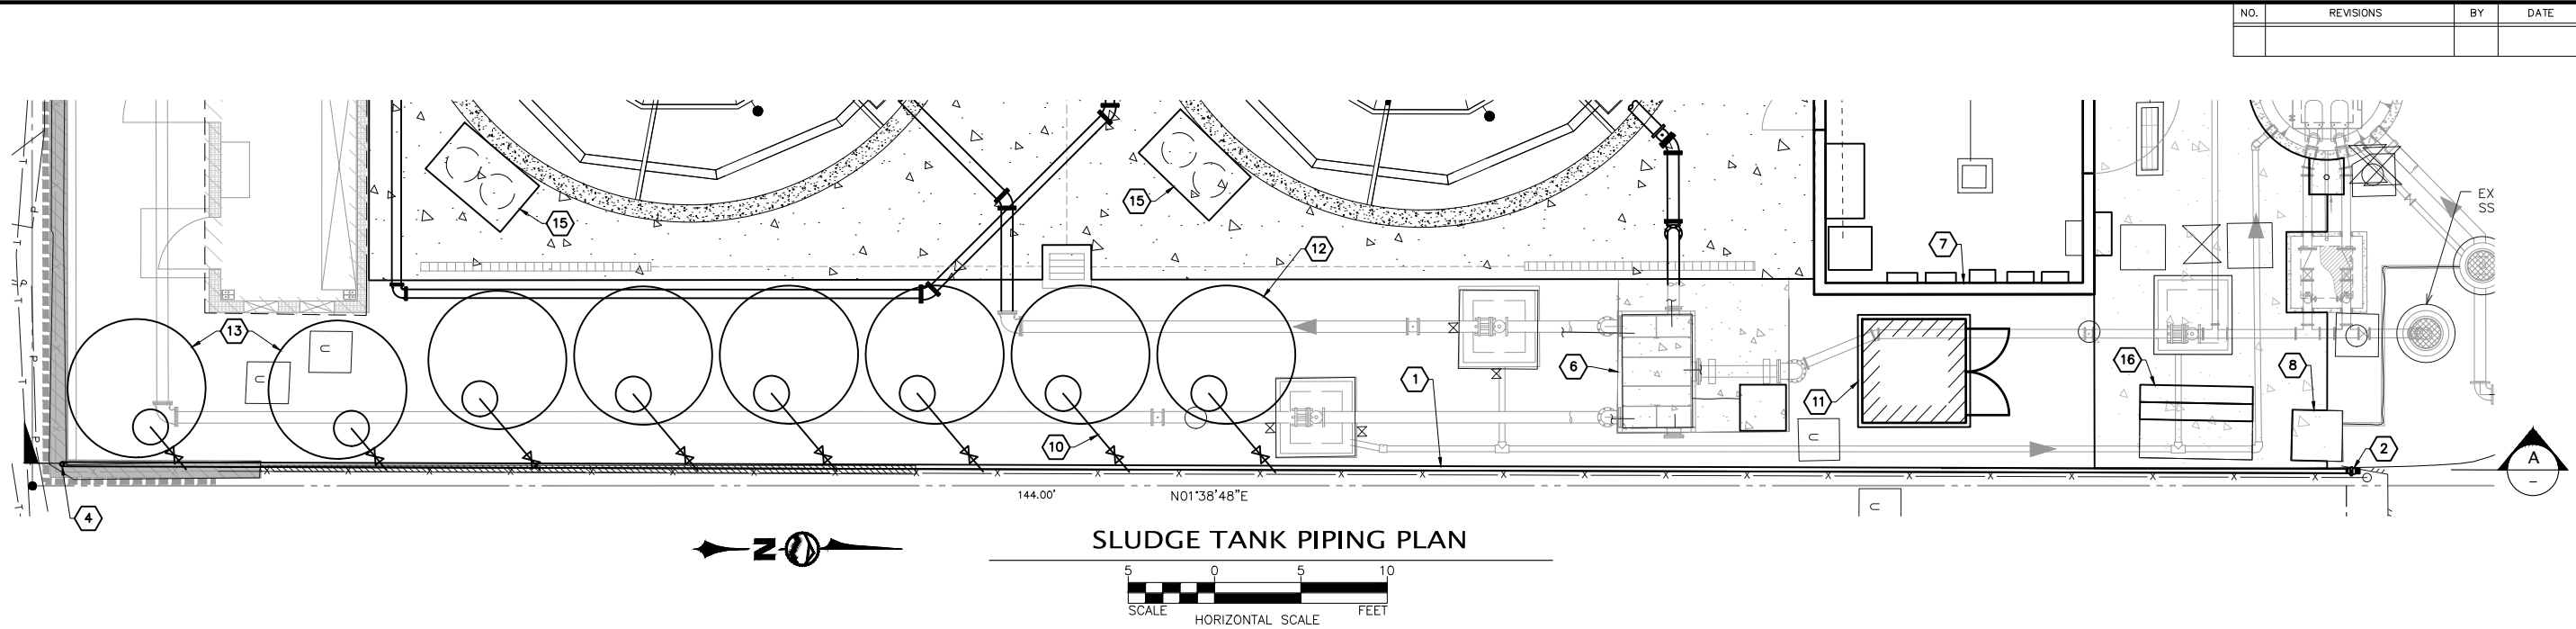 NO. REVISIONS BY DATE
EX
SS
15
15
12
7
13
1
6
11
16
8
10
2
4
A
-
144.00' N01°38'48"E
N
SLUDGE TANK PIPING PLAN
5 0 5 10
SCALE FEET
HORIZONTAL SCALE